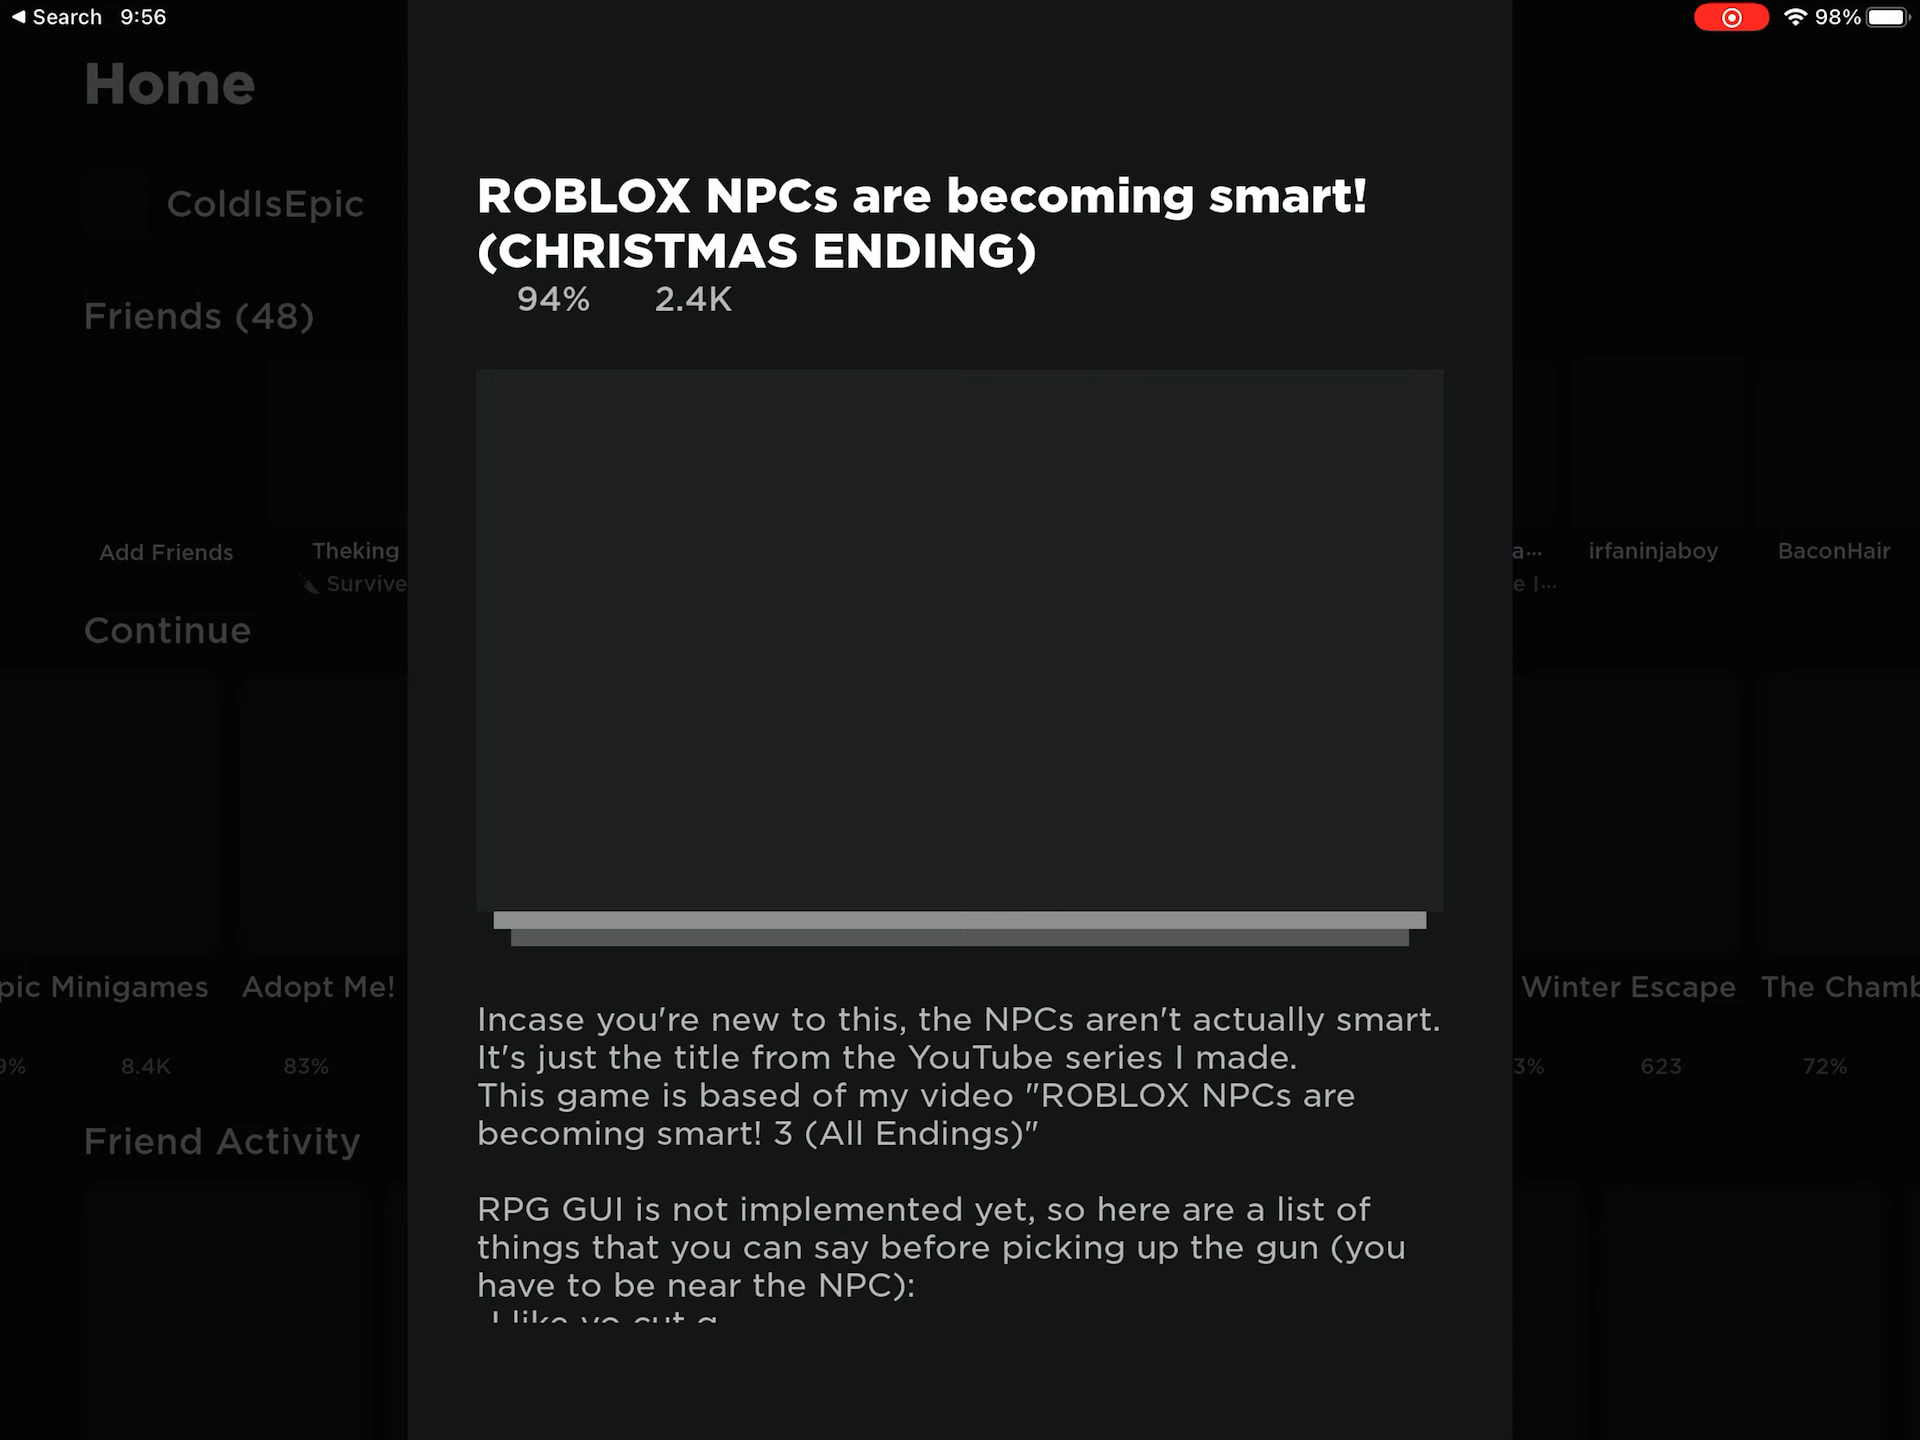 Search 9:56
98%
Home
ColdIsEpic
Friends (48)
Add Friends
Theking
Survive
a...
e I...
irfaninjaboy
BaconHair
Continue
pic Minigames
Adopt Me!
Winter Escape
The Chamb
9%
8.4K
83%
3%
623
72%
Friend Activity
ROBLOX NPCs are becoming smart!
(CHRISTMAS ENDING)
94% 2.4K
Incase you're new to this, the NPCs aren't actually smart.
It's just the title from the YouTube series I made.
This game is based of my video "ROBLOX NPCs are
becoming smart! 3 (All Endings)"
RPG GUI is not implemented yet, so here are a list of
things that you can say before picking up the gun (you
have to be near the NPC):
I like yo cut g